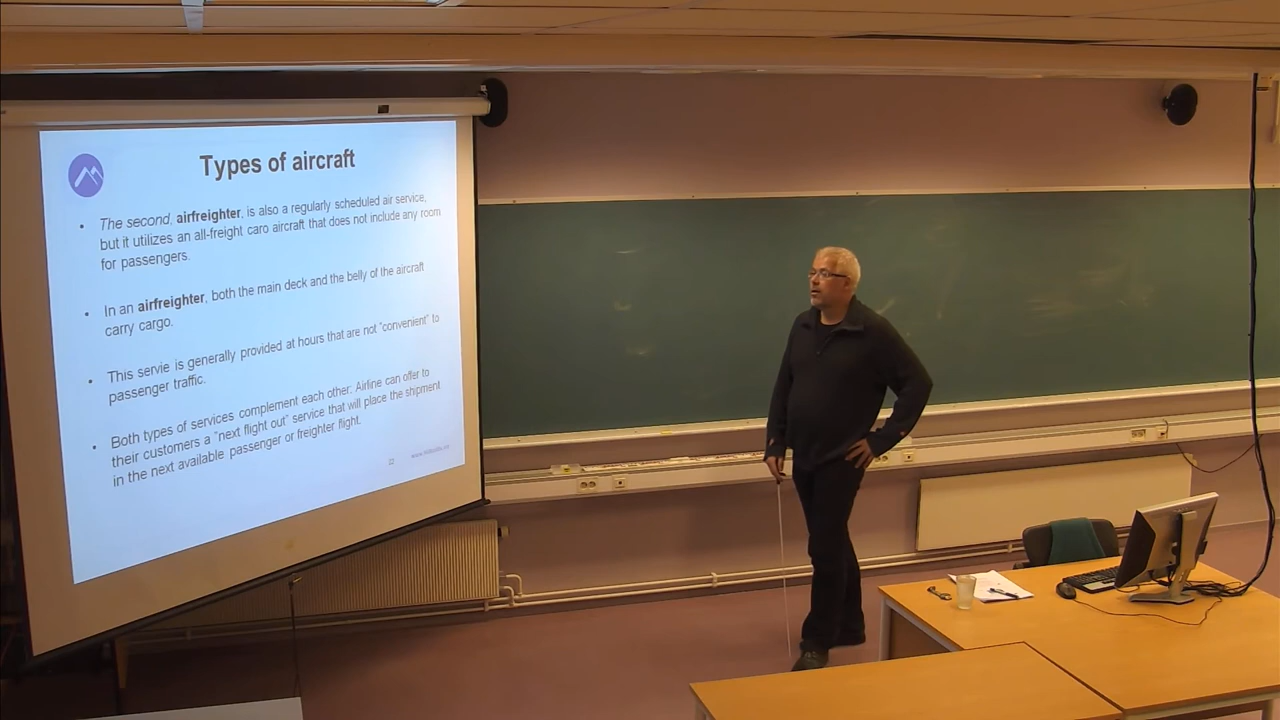 Types of aircraft
• The second, airfreighter, is also a regularly scheduled air service,
but it utilizes an all-freight caro aircraft that does not include any room
for passengers.
• In an airfreighter, both the main deck and the belly of the aircraft
carry cargo.
• This servie is generally provided at hours that are not "convenient" to
passenger traffic.
• Both types of services complement each other. Airline can offer to
their customers a "next flight out" service that will place the shipment
in the next available passenger or freighter flight.
22